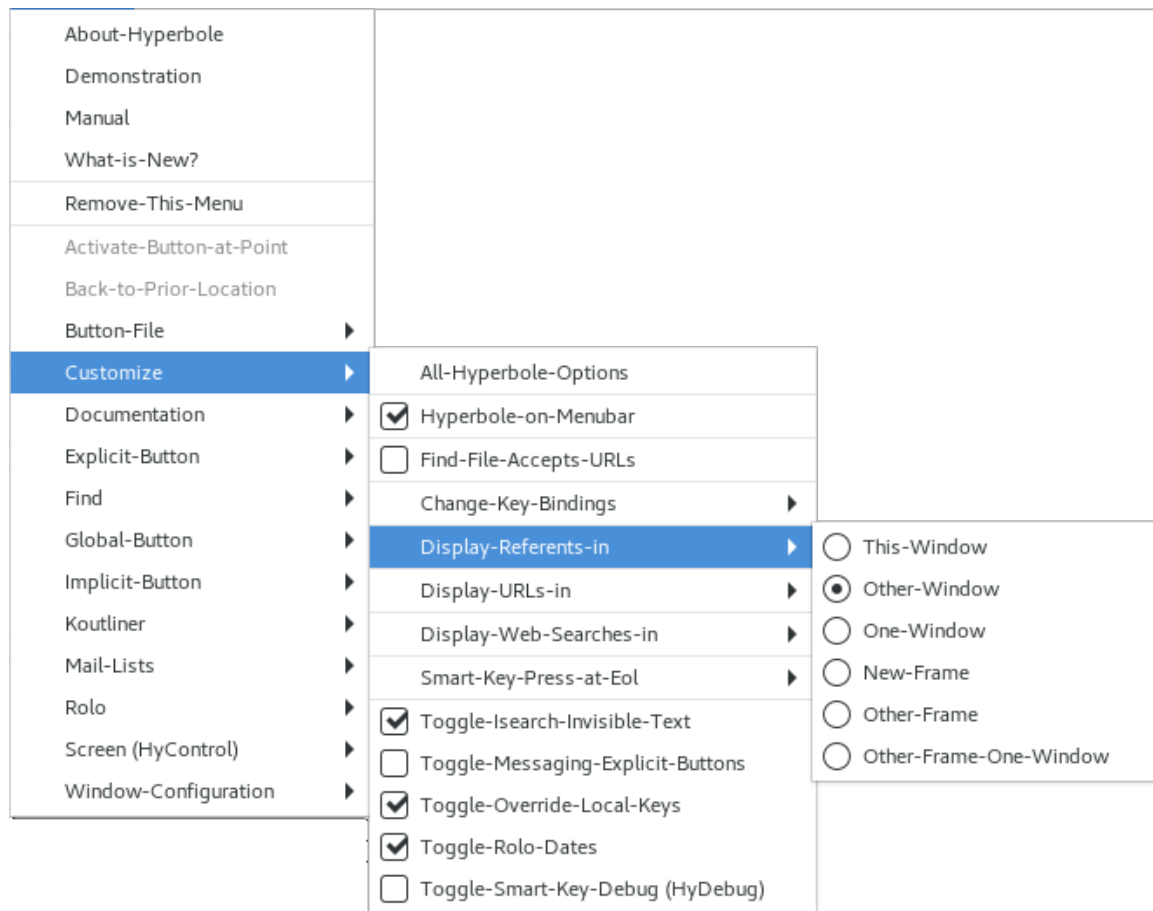 About-Hyperbole
Demonstration
Manual
What-is-New?
Remove-This-Menu
Activate-Button-at-Point
Back-to-Prior-Location
Button-File
Customize
Documentation
Explicit-Button
Find
Global-Button
Implicit-Button
Koutliner
Mail-Lists
Rolo
Screen (HyControl)
Window-Configuration
All-Hyperbole-Options
Hyperbole-on-Menubar
Find-File-Accepts-URLs
Change-Key-Bindings
Display-Referents-in
Display-URLs-in
Display-Web-Searches-in
Smart-Key-Press-at-Eol
Toggle-Isearch-Invisible-Text
Toggle-Messaging-Explicit-Buttons
Toggle-Override-Local-Keys
Toggle-Rolo-Dates
Toggle-Smart-Key-Debug (HyDebug)
This-Window
Other-Window
One-Window
New-Frame
Other-Frame
Other-Frame-One-Window